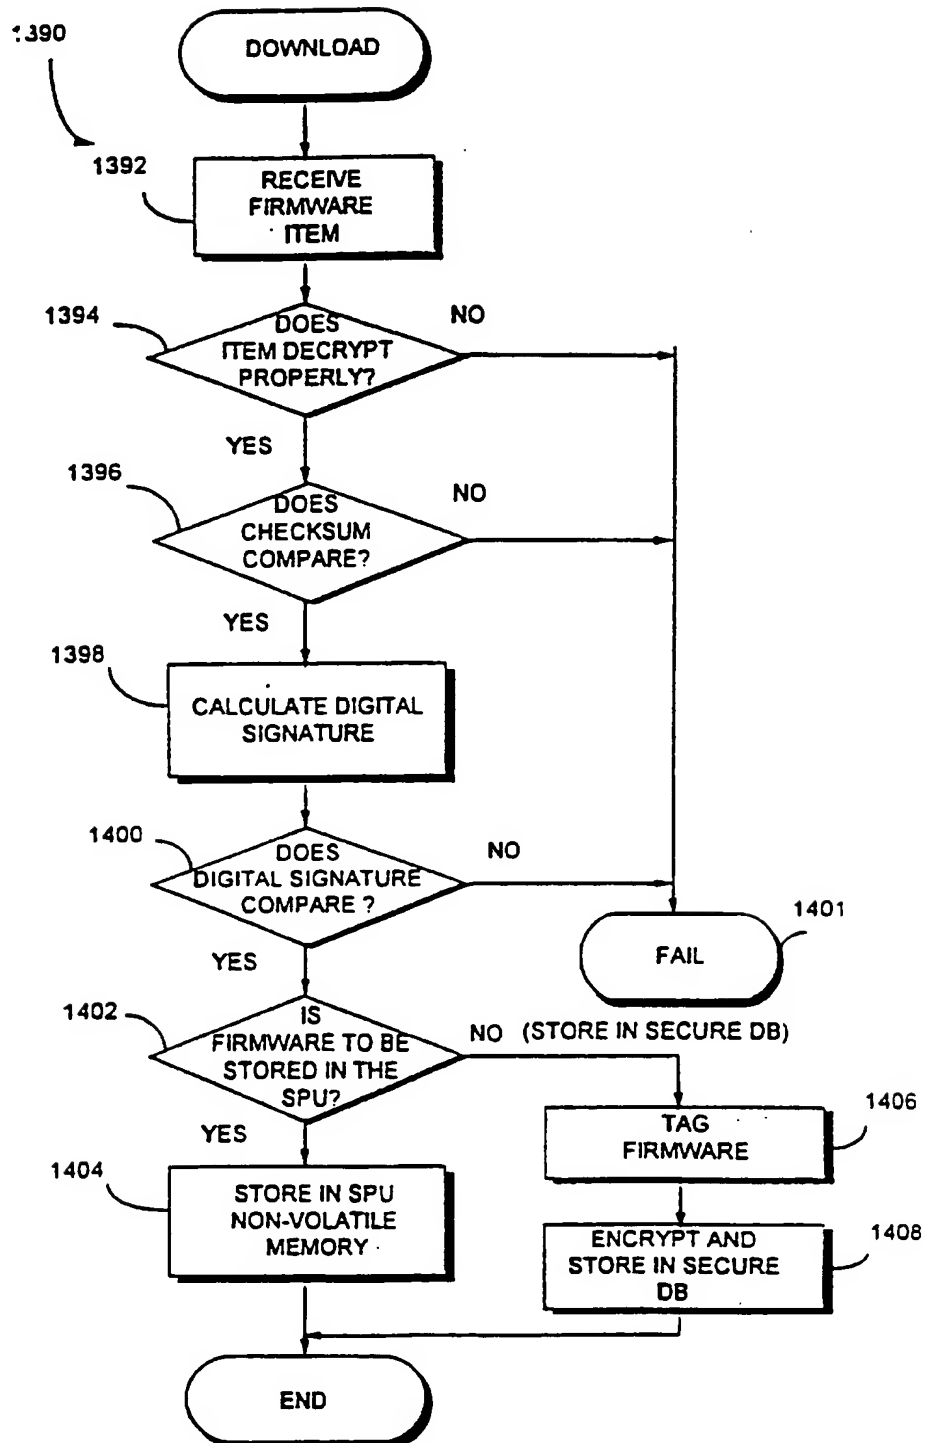 1390
DOWNLOAD
1392
RECEIVE
FIRMWARE
ITEM
1394
DOES
ITEM DECRYPT
PROPERLY?
NO
YES
1396
DOES
CHECKSUM
COMPARE?
NO
YES
1398
CALCULATE DIGITAL
SIGNATURE
1400
DOES
DIGITAL SIGNATURE
COMPARE ?
NO
YES
1401
FAIL
1402
IS
FIRMWARE TO BE
STORED IN THE
SPU?
NO (STORE IN SECURE DB)
YES
1406
TAG
FIRMWARE
1404
STORE IN SPU
NON-VOLATILE
MEMORY
1408
ENCRYPT AND
STORE IN SECURE
DB
END